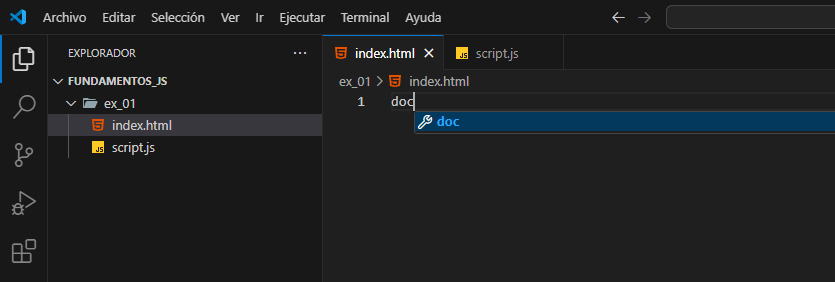 Archivo Editar Selección Ver Ir Ejecutar Terminal Ayuda
EXPLORADOR
index.html script.js
FUNDAMENTOS_JS
ex_01 > index.html
ex_01
1 doc
index.html
doc
script.js